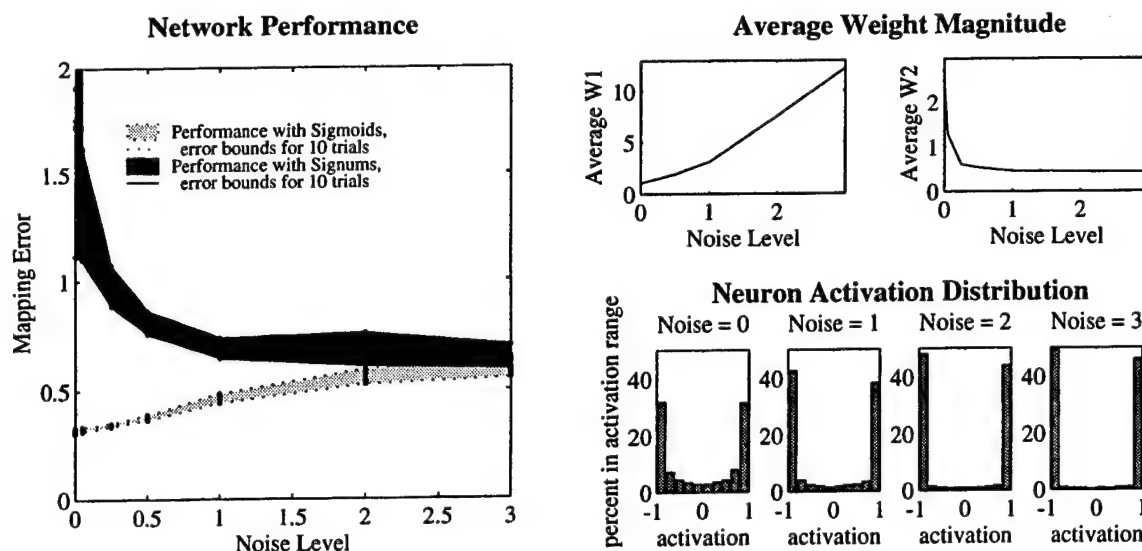 Network Performance
2
1.5
1
0.5
0
Mapping Error
Performance with Sigmoids,
error bounds for 10 trials
Performance with Signums,
error bounds for 10 trials
0 0.5 1 1.5 2 2.5 3
Noise Level
Average Weight Magnitude
10
5
0
Average W1
0 1 2
Noise Level
2
1
0
Average W2
0 1 2
Noise Level
Neuron Activation Distribution
percent in activation range
Noise = 0 Noise = 1 Noise = 2 Noise = 3
40 40 40 40
20 20 20 20
0 0 0 0
-1 0 1 -1 0 1 -1 0 1 -1 0 1
activation activation activation activation